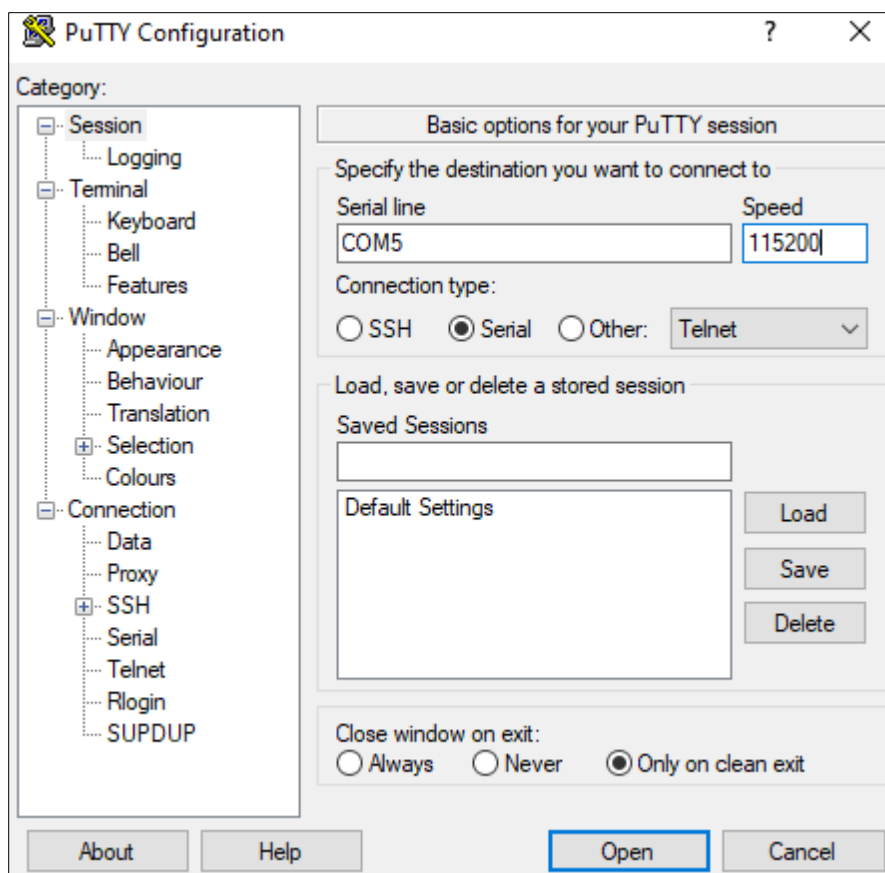 PuTTY Configuration ?
Category:
Session
Logging
Terminal
Keyboard
Bell
Features
Window
Appearance
Behaviour
Translation
Selection
Colours
Connection
Data
Proxy
SSH
Serial
Telnet
Rlogin
SUPDUP
Basic options for your PuTTY session
Specify the destination you want to connect to
Serial line Speed
COM5 115200
Connection type:
SSH Serial Other: Telnet
Load, save or delete a stored session
Saved Sessions
Default Settings
Load
Save
Delete
Close window on exit:
Always Never Only on clean exit
About Help Open Cancel